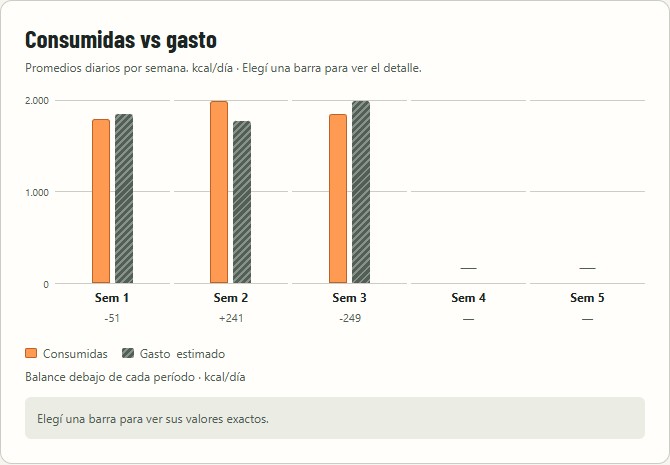 Consumidas vs gasto
Promedios diarios por semana. kcal/día · Elegí una barra para ver el detalle.
2.000
1.000
0
— —
Sem 1 Sem 2 Sem 3 Sem 4 Sem 5
-51 +241 -249 — —
Consumidas Gasto estimado
Balance debajo de cada período · kcal/día
Elegí una barra para ver sus valores exactos.